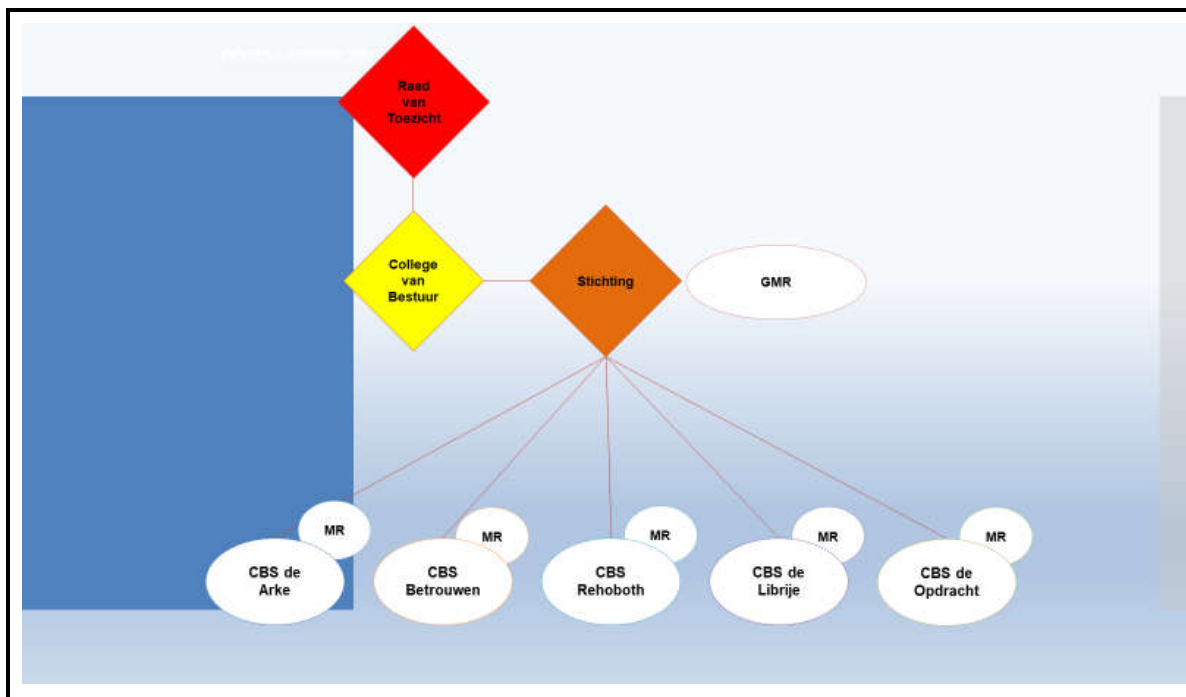 Raad
van
Toezicht
College
van
Bestuur
Stichting
GMR
MR
MR
MR
MR
MR
CBS de
Arke
CBS
Betrouwen
CBS
Rehoboth
CBS de
Librije
CBS de
Opdracht